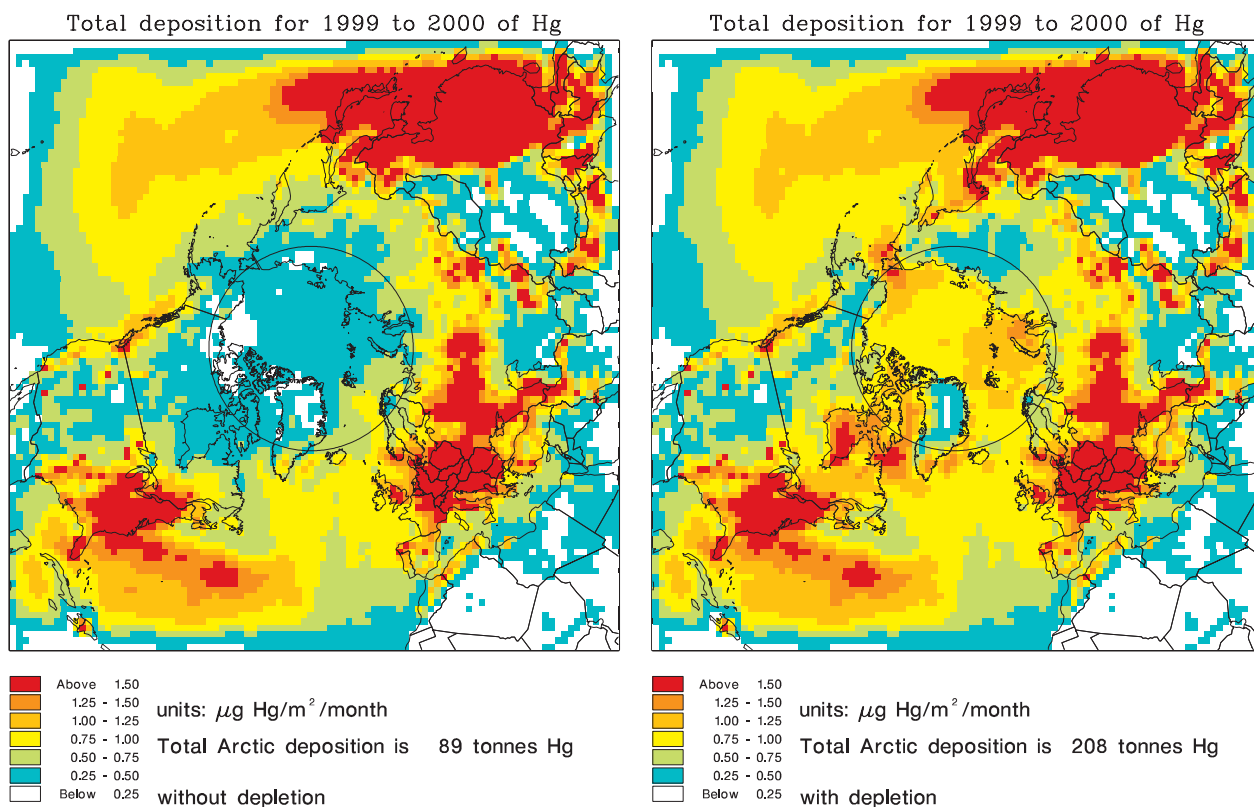 Total deposition for 1999 to 2000 of Hg
Above 1.50
1.25 - 1.50
1.00 - 1.25
0.75 - 1.00
0.50 - 0.75
0.25 - 0.50
Below 0.25
units: μg Hg/m²/month
Total Arctic deposition is 89 tonnes Hg
without depletion
Total deposition for 1999 to 2000 of Hg
Above 1.50
1.25 - 1.50
1.00 - 1.25
0.75 - 1.00
0.50 - 0.75
0.25 - 0.50
Below 0.25
units: μg Hg/m²/month
Total Arctic deposition is 208 tonnes Hg
with depletion